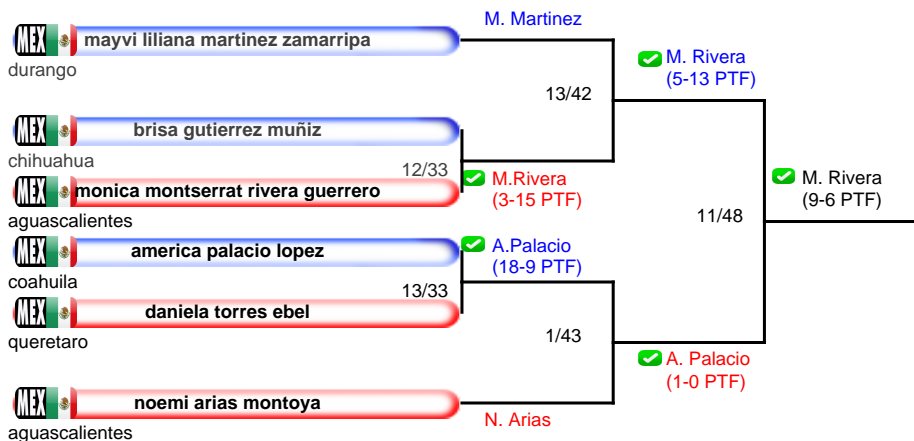 M. Martinez
MEX mayvi liliana martinez zamarripa
durango
M. Rivera
(5-13 PTF)
13/42
MEX brisa gutierrez muñiz
chihuahua
12/33
MEX monica montserrat rivera guerrero
M.Rivera
(3-15 PTF)
M. Rivera
(9-6 PTF)
aguascalientes
11/48
MEX america palacio lopez
A.Palacio
(18-9 PTF)
coahuila
13/33
MEX daniela torres ebel
queretaro
1/43
A. Palacio
(1-0 PTF)
MEX noemi arias montoya
N. Arias
aguascalientes